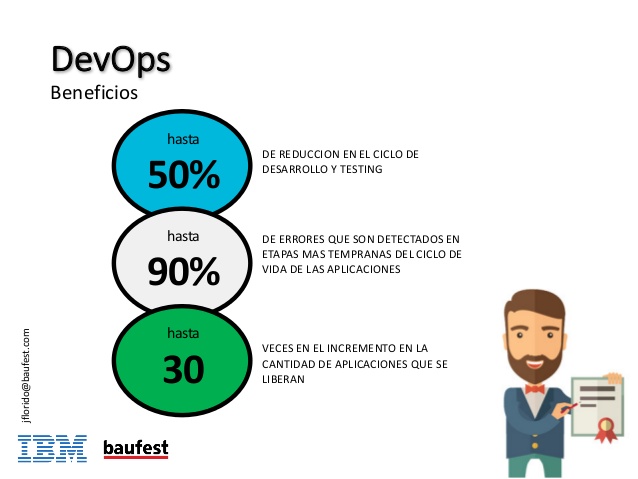 DevOps
Beneficios
hasta
50%
DE REDUCCION EN EL CICLO DE
DESARROLLO Y TESTING
hasta
90%
DE ERRORES QUE SON DETECTADOS EN
ETAPAS MAS TEMPRANAS DEL CICLO DE
VIDA DE LAS APLICACIONES
hasta
30
VECES EN EL INCREMENTO EN LA
CANTIDAD DE APLICACIONES QUE SE
LIBERAN
jflorido@baufest.com
IBM
baufest